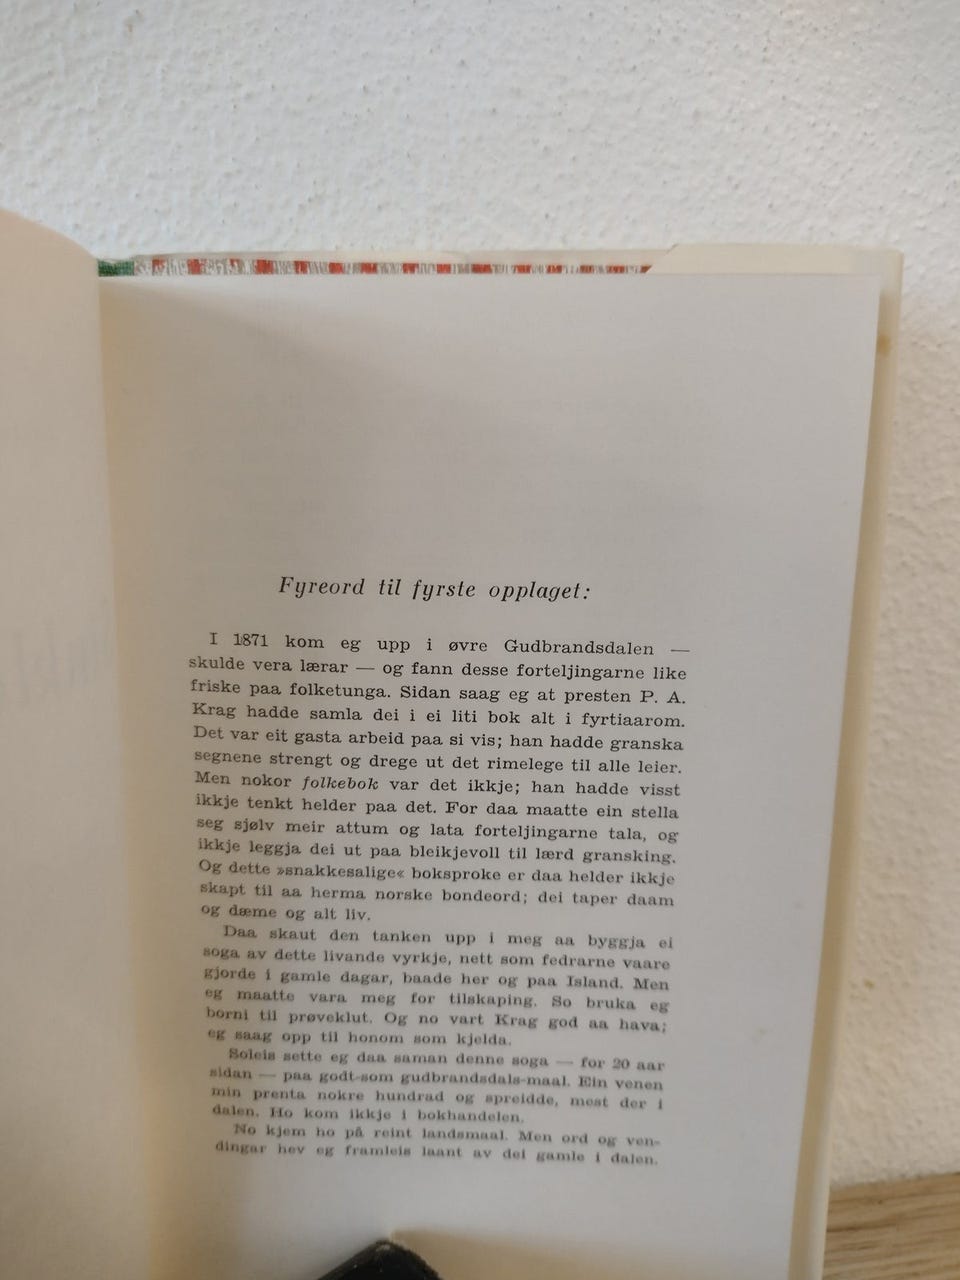 Fyreord til fyrste opplaget:
I 1871 kom eg upp i øvre Gudbrandsdalen —
skulde vera lærar — og fann desse forteljingarne like
friske paa folketunga. Sidan saag eg at presten P. A.
Krag hadde samla dei i ei liti bok alt i fyrtiaarom.
Det var eit gasta arbeid paa si vis; han hadde granska
segnene strengt og drege ut det rimelege til alle leier.
Men nokor folkebok var det ikkje; han hadde visst
ikkje tenkt helder paa det. For daa maatte ein stella
seg sjølv meir attum og lata forteljingarne tala, og
ikkje leggja dei ut paa bleikjevoll til lærd gransking.
Og dette »snakkesalige« boksproke er daa helder ikkje
skapt til aa herma norske bondeord; dei taper daam
og dæme og alt liv.
Daa skaut den tanken upp i meg aa byggja ei
soga av dette livande vyrkje, nett som fedrarne vaare
gjorde i gamle dagar, baade her og paa Island. Men
eg maatte vara meg for tilskaping. So bruka eg
borni til prøveklut. Og no vart Krag god aa hava;
eg saag opp til honom som kjelda.
Soleis sette eg daa saman denne soga — for 20 aar
sidan — paa godt-som gudbrandsdals-maal. Ein venen
min prenta nokre hundrad og spreidde, mest der i
dalen. Ho kom ikkje i bokhandelen.
No kjem ho på reint landsmaal. Men ord og ven-
dingar hev eg framleis laant av dei gamle i dalen.